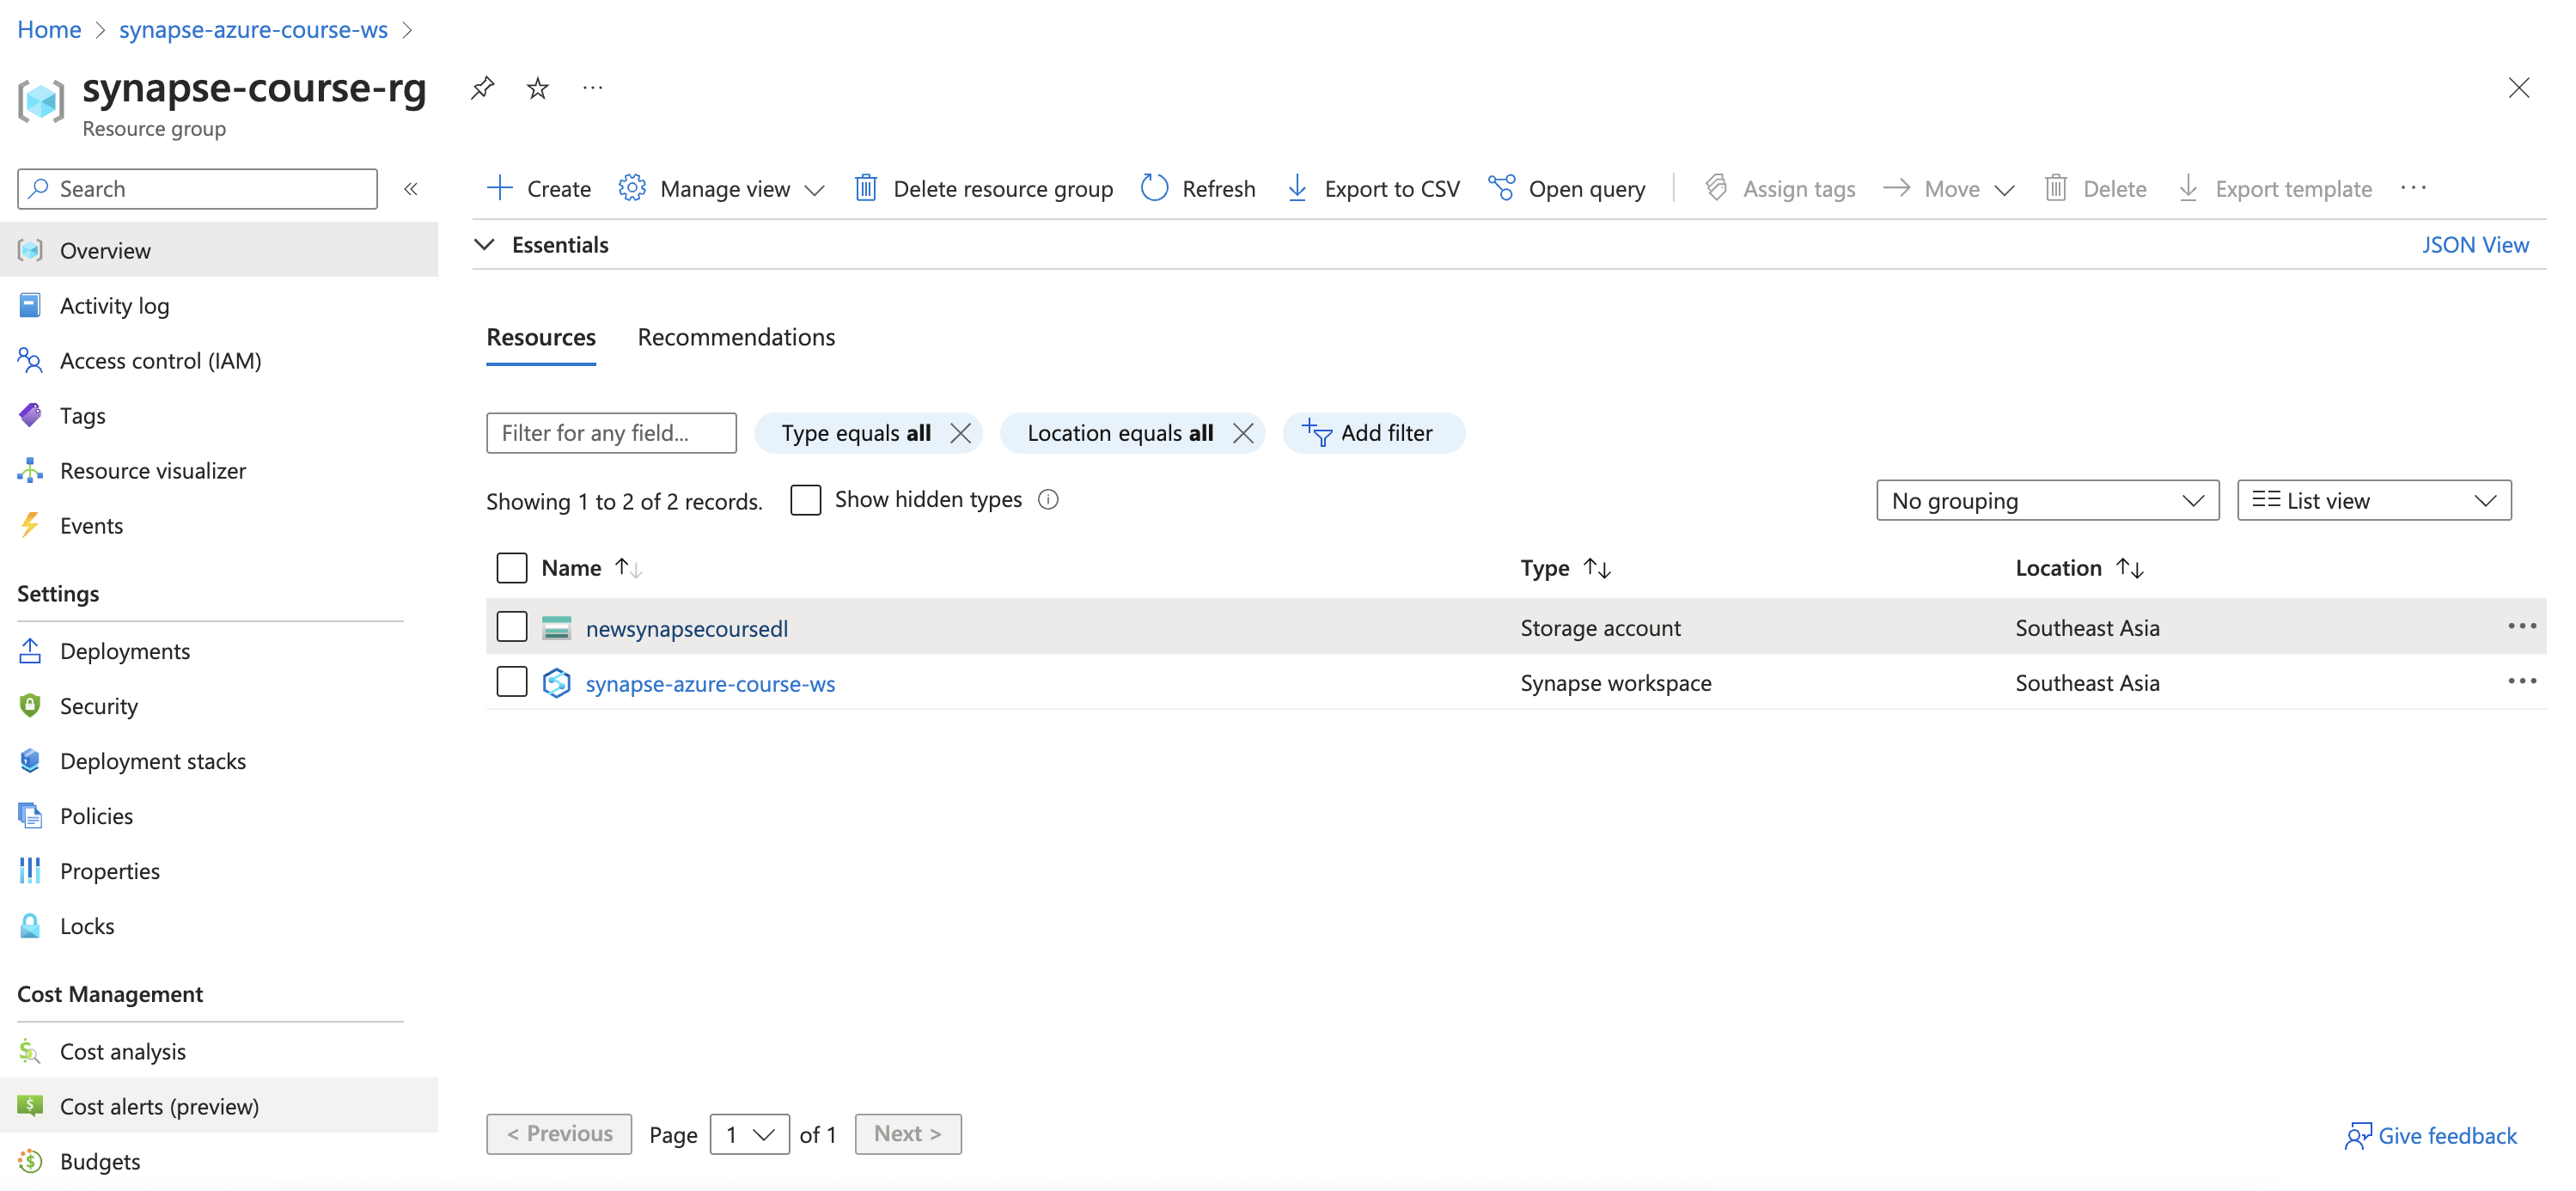 Home > synapse-azure-course-ws >
synapse-course-rg
Resource group
Search
Overview
Activity log
Access control (IAM)
Tags
Resource visualizer
Events
Settings
Deployments
Security
Deployment stacks
Policies
Properties
Locks
Cost Management
Cost analysis
Cost alerts (preview)
Budgets
Create Manage view Delete resource group Refresh Export to CSV Open query Assign tags Move Delete Export template
Essentials JSON View
Resources Recommendations
Filter for any field... Type equals all Location equals all Add filter
Showing 1 to 2 of 2 records. Show hidden types No grouping List view
Name Type Location
newsynapsecoursedl Storage account Southeast Asia
synapse-azure-course-ws Synapse workspace Southeast Asia
< Previous Page 1 of 1 Next > Give feedback